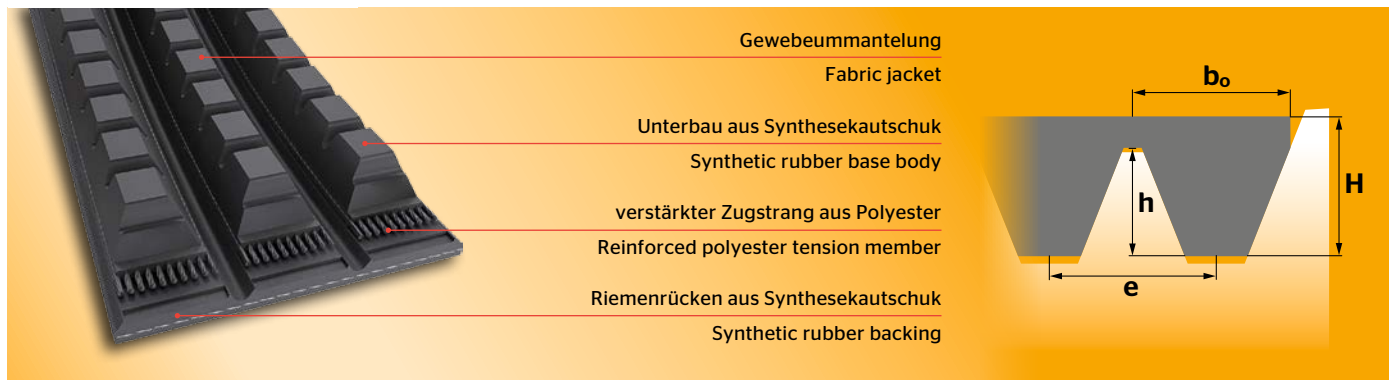 Gewebeummantelung
Fabric jacket
Unterbau aus Synthesekautschuk
Synthetic rubber base body
verstärkter Zugstrang aus Polyester
Reinforced polyester tension member
Riemenrücken aus Synthesekautschuk
Synthetic rubber backing
bo
H
h
e